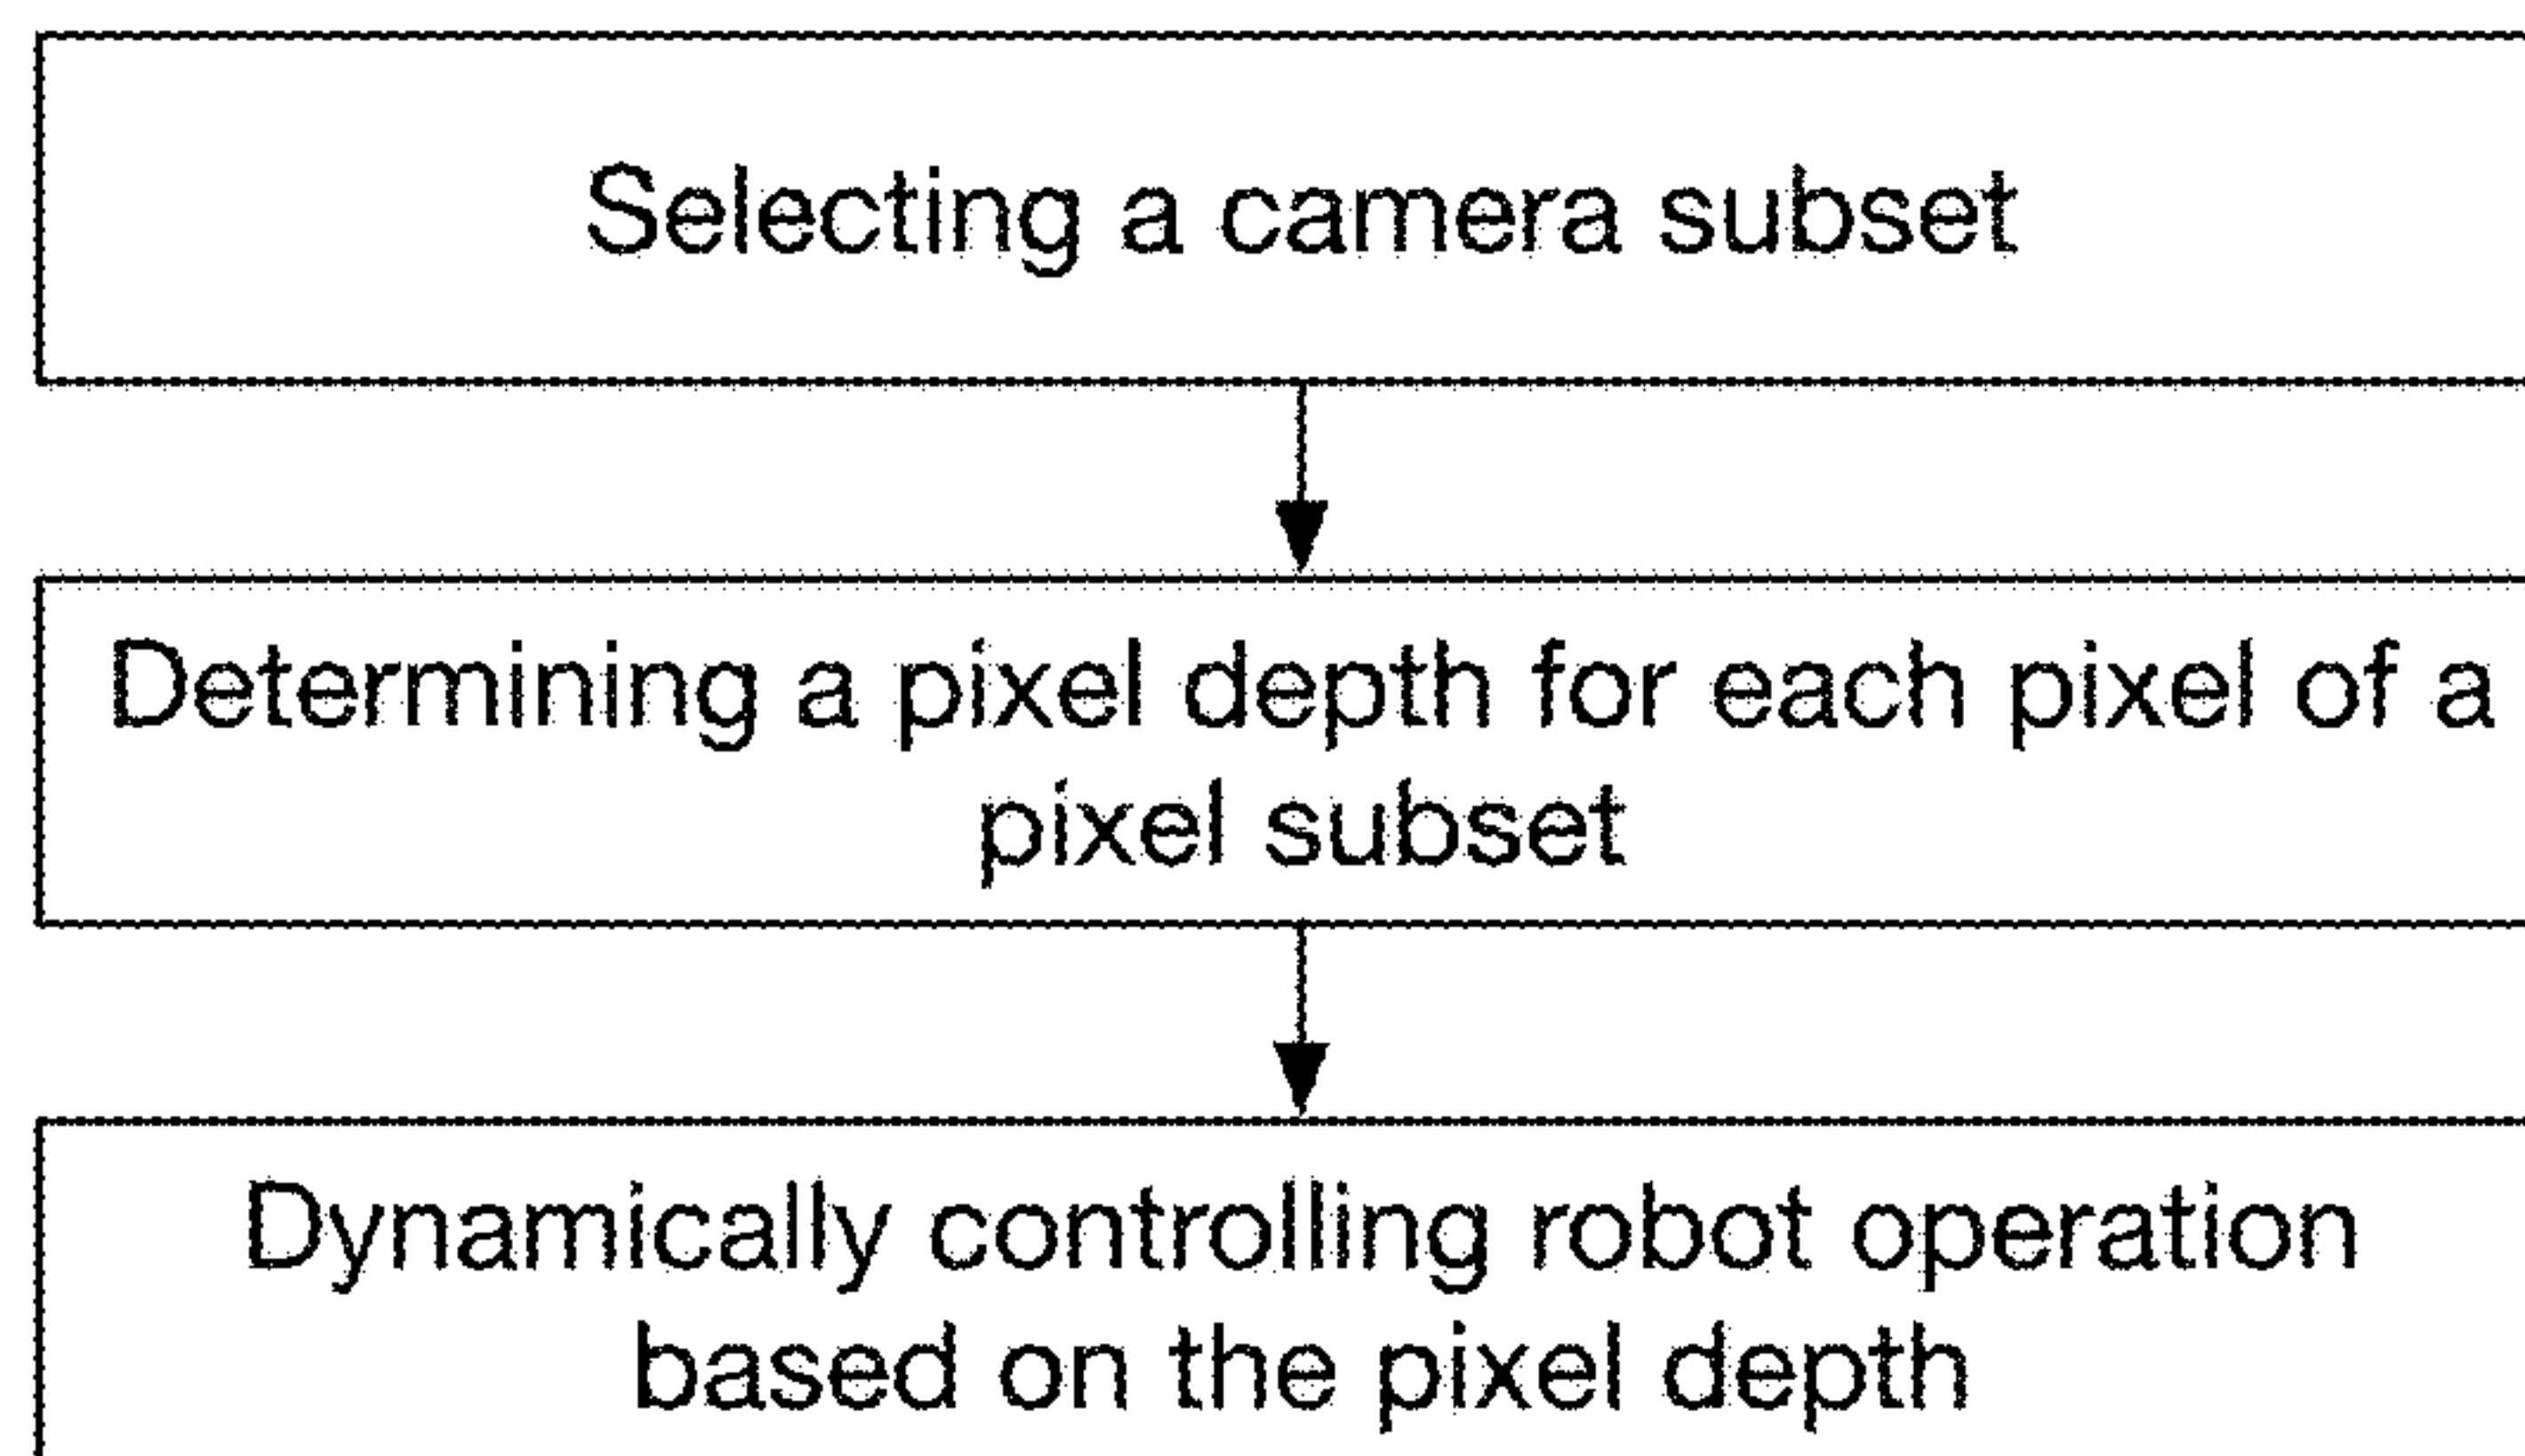 Selecting a camera subset
Determining a pixel depth for each pixel of a
pixel subset
Dynamically controlling robot operation
based on the pixel depth